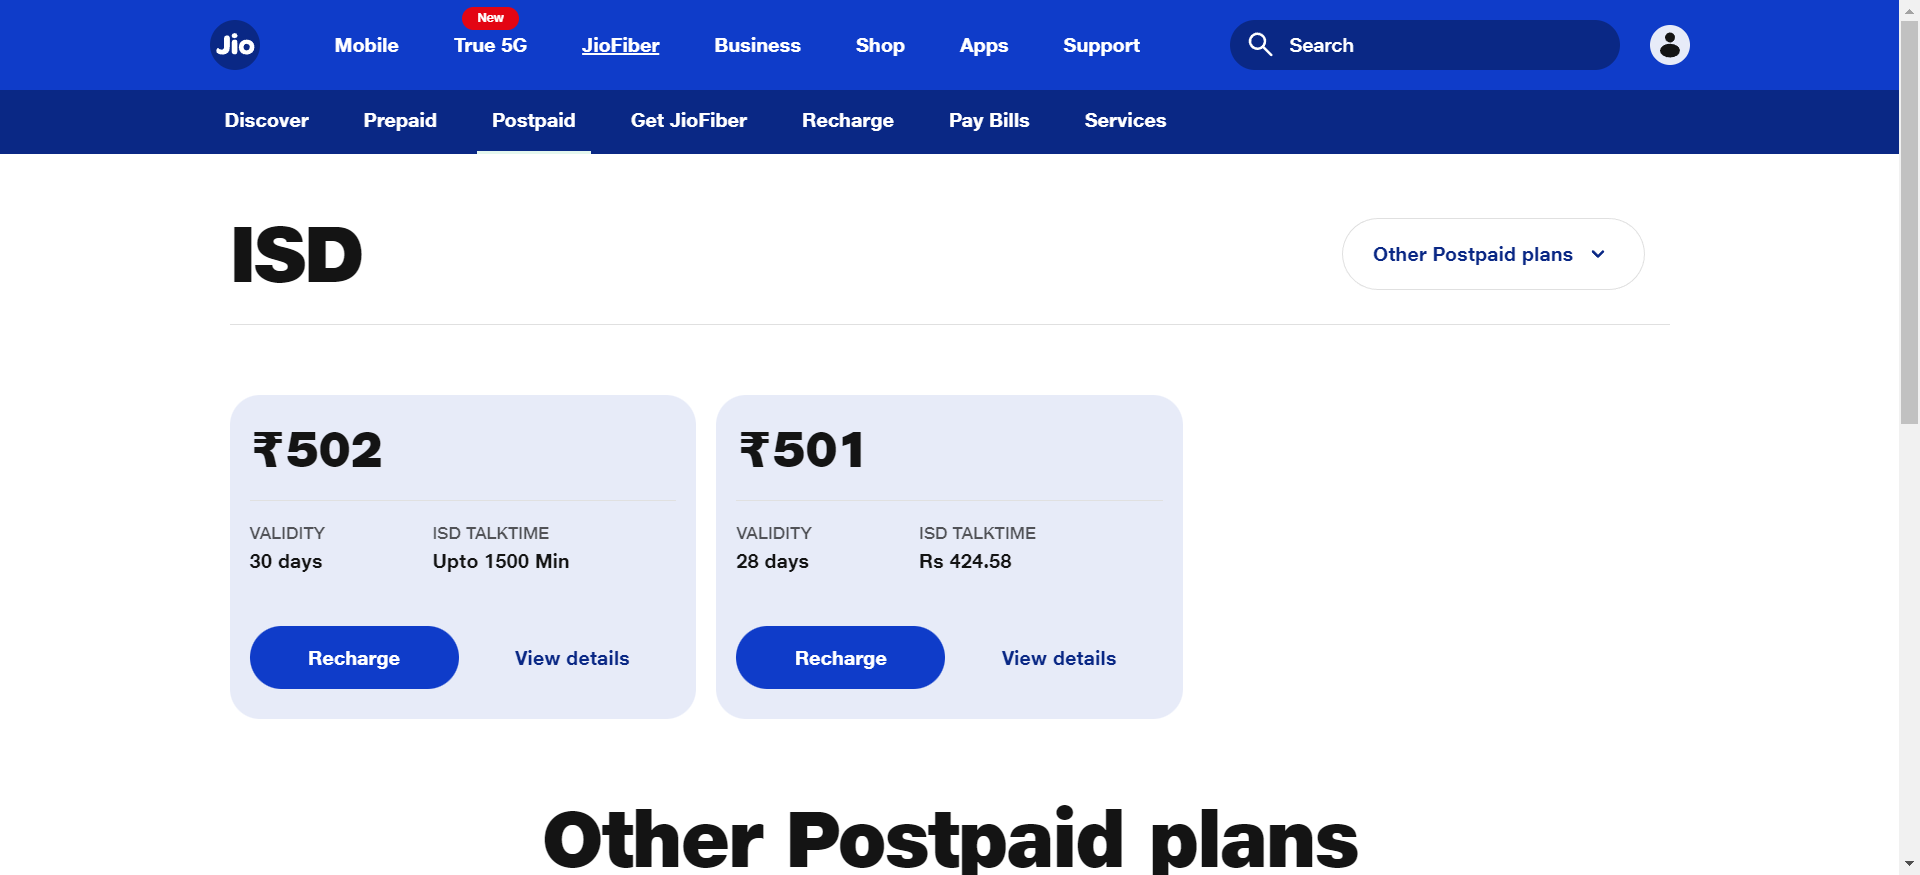 Jio
Mobile
New
True 5G
JioFiber
Business
Shop
Apps
Support
Search
Discover
Prepaid
Postpaid
Get JioFiber
Recharge
Pay Bills
Services
ISD
Other Postpaid plans
₹502
VALIDITY
30 days
ISD TALKTIME
Upto 1500 Min
Recharge
View details
₹501
VALIDITY
28 days
ISD TALKTIME
Rs 424.58
Recharge
View details
Other Postpaid plans